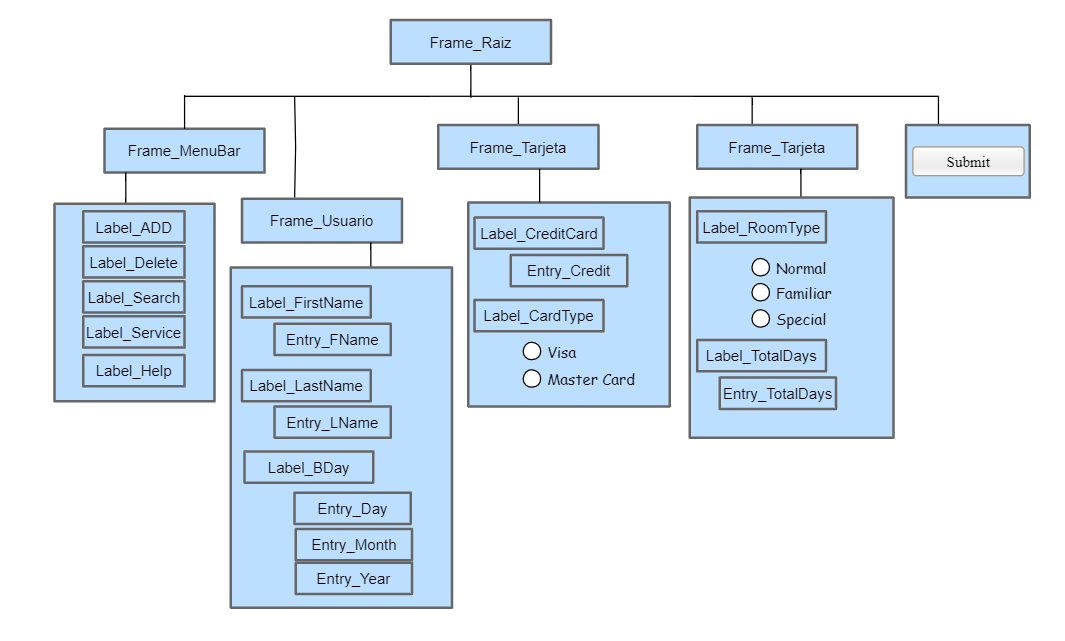 Frame_Raiz
Frame_MenuBar
Label_ADD
Label_Delete
Label_Search
Label_Service
Label_Help
Frame_Usuario
Label_FirstName
Entry_FName
Label_LastName
Entry_LName
Label_BDay
Entry_Day
Entry_Month
Entry_Year
Frame_Tarjeta
Label_CreditCard
Entry_Credit
Label_CardType
Visa
Master Card
Frame_Tarjeta
Label_RoomType
Normal
Familiar
Special
Label_TotalDays
Entry_TotalDays
Submit